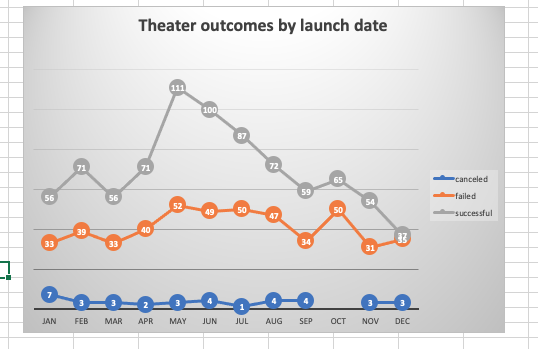 Theater outcomes by launch date
111
100
87
71 71 72
56 56 59 65 54
37
33 39 33 40 52 49 50 47 34 50 31 35
7 3 3 2 3 4 1 4 4 3 3
JAN FEB MAR APR MAY JUN JUL AUG SEP OCT NOV DEC
canceled
failed
successful